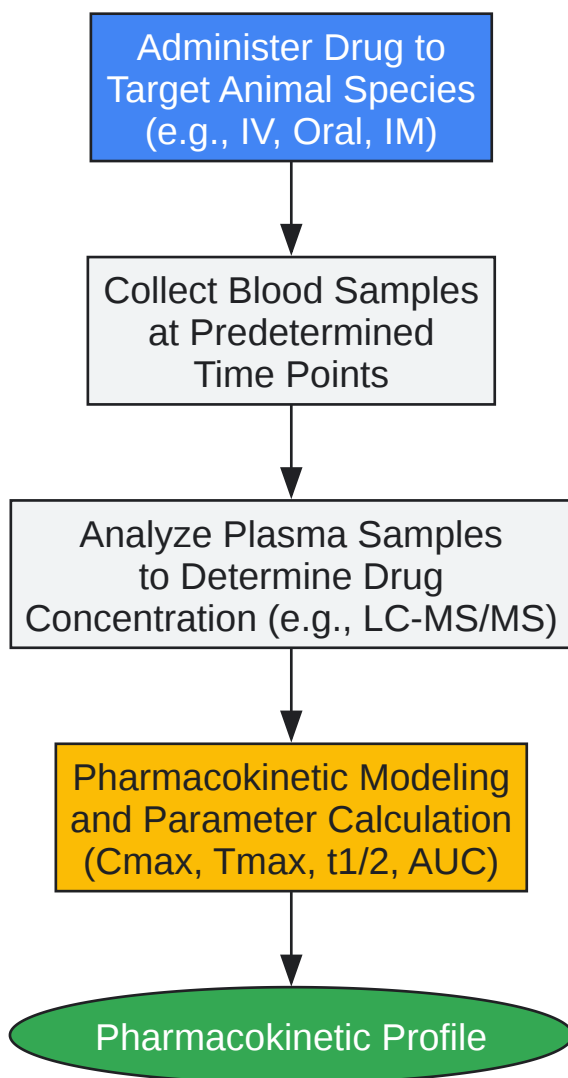 Administer Drug to
Target Animal Species
(e.g., IV, Oral, IM)
Collect Blood Samples
at Predetermined
Time Points
Analyze Plasma Samples
to Determine Drug
Concentration (e.g., LC-MS/MS)
Pharmacokinetic Modeling
and Parameter Calculation
(Cmax, Tmax, t1/2, AUC)
Pharmacokinetic Profile